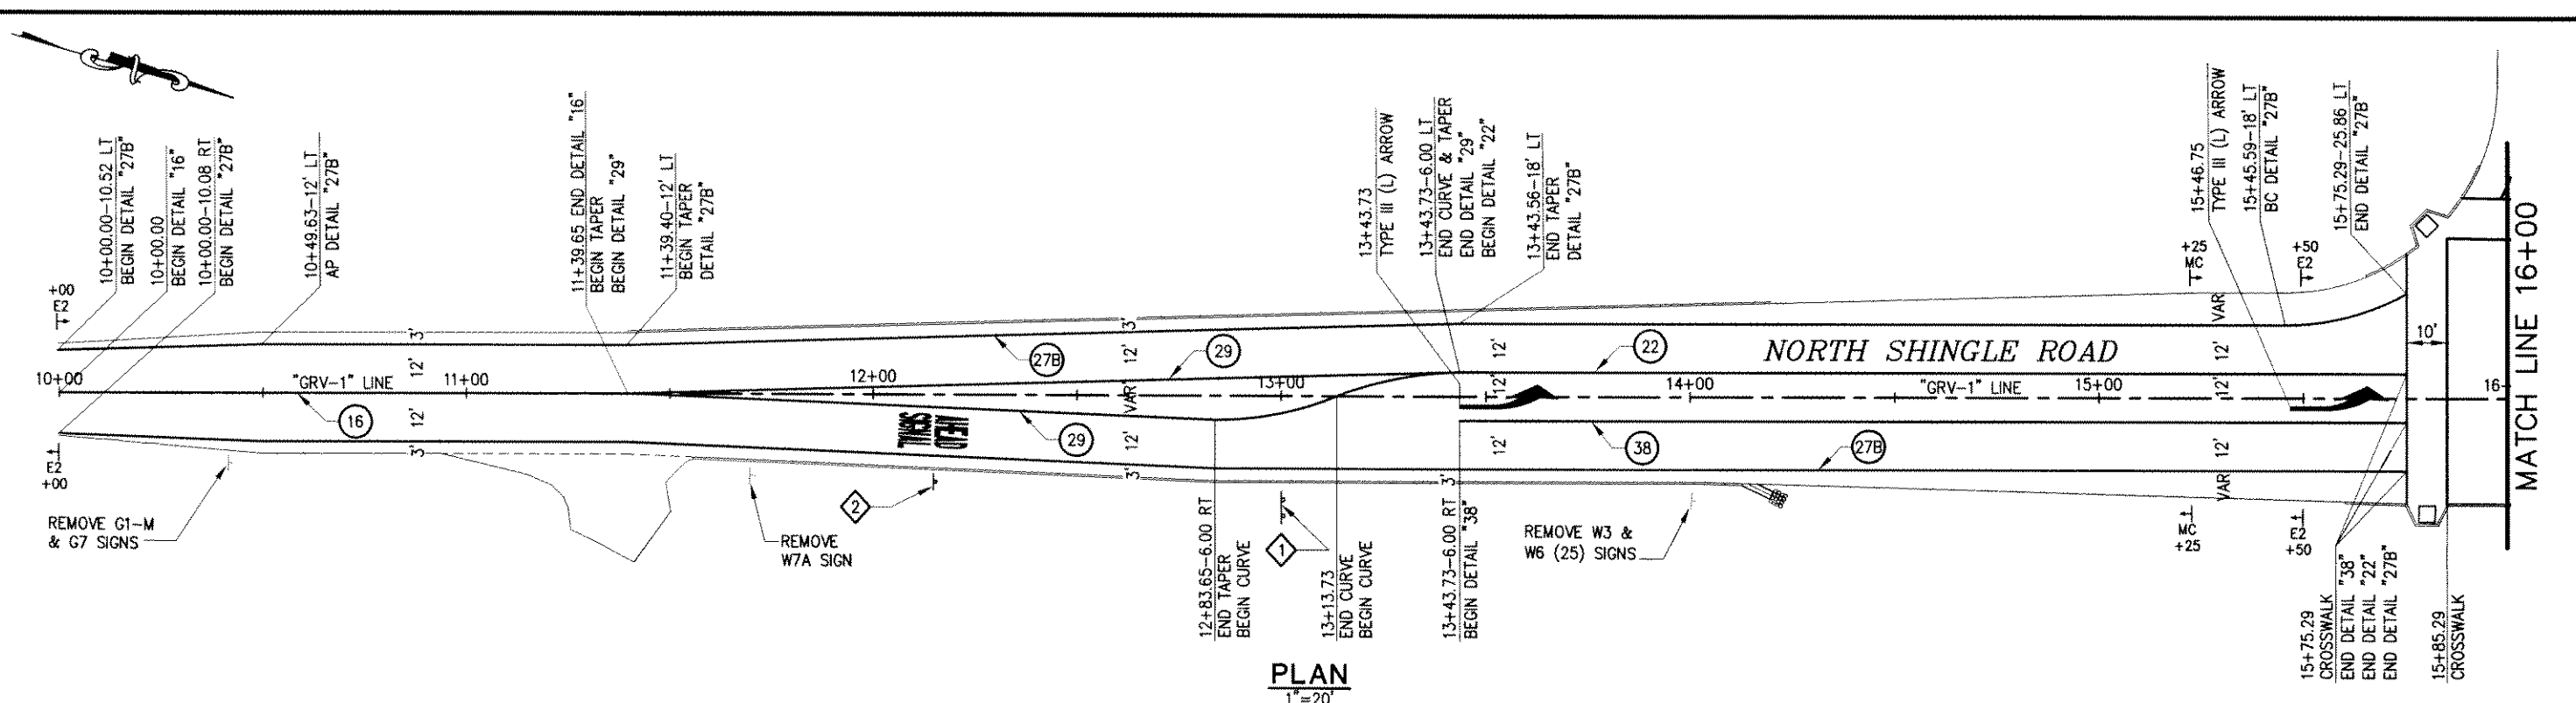 10+00.00-10.52 LT
BEGIN DETAIL "27B"
10+00.00
BEGIN DETAIL "16"
10+00.00-10.08 RT
BEGIN DETAIL "27B"
10+49.63-12' LT
AP DETAIL "27B"
11+39.65 END DETAIL "16"
BEGIN TAPER
BEGIN DETAIL "29"
11+39.40-12' LT
BEGIN TAPER
DETAIL "27B"
13+43.73
TYPE III (L) ARROW
13+43.73-6.00 LT
END CURVE & TAPER
END DETAIL "29"
BEGIN DETAIL "22"
13+43.56-18' LT
END TAPER
DETAIL "27B"
15+46.75
TYPE III (L) ARROW
15+45.59-18' LT
BC DETAIL "27B"
15+75.29-25.86 LT
END DETAIL "27B"
+00
E2
+25
MC
+50
E2
3'
3'
VAR
12'
12'
12'
12'
10'
27B
29
22
NORTH SHINGLE ROAD
10+00
"GRV-1" LINE
11+00
12+00
13+00
14+00
"GRV-1" LINE
15+00
16
VAR
12'
12'
16
12'
29
12'
12'
38
12'
27B
AHEAD
SIGNAL
3'
3'
3'
VAR
E2
+00
2
1
MC
+25
E2
+50
REMOVE G1-M
& G7 SIGNS
REMOVE
W7A SIGN
REMOVE W3 &
W6 (25) SIGNS
12+83.65-6.00 RT
END TAPER
BEGIN CURVE
13+13.73
END CURVE
BEGIN CURVE
13+43.73-6.00 RT
BEGIN DETAIL "38"
15+75.29
CROSSWALK
END DETAIL "38"
END DETAIL "22"
END DETAIL "27B"
15+85.29
CROSSWALK
MATCH LINE 16+00
PLAN
1"=20'